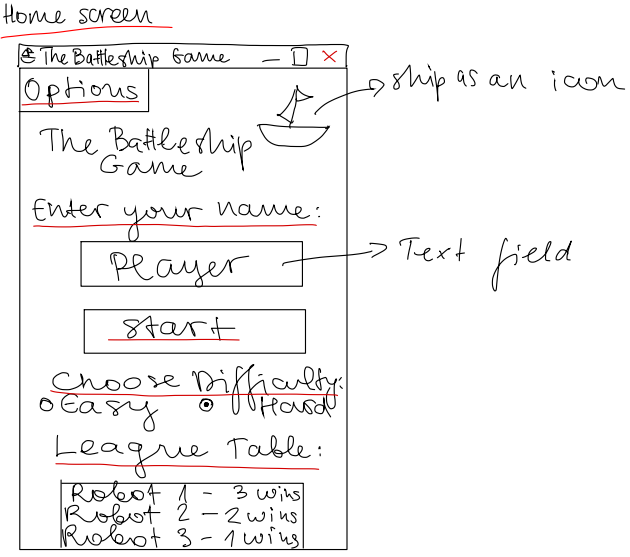 Home screen
The Battleship Game
Options
ship as an icon
The Battleship
Game
Enter your name:
Player
Text field
Start
Choose Difficulty:
Easy Hard
League Table:
Robot 1 - 3 wins
Robot 2 - 2 wins
Robot 3 - 1 wins